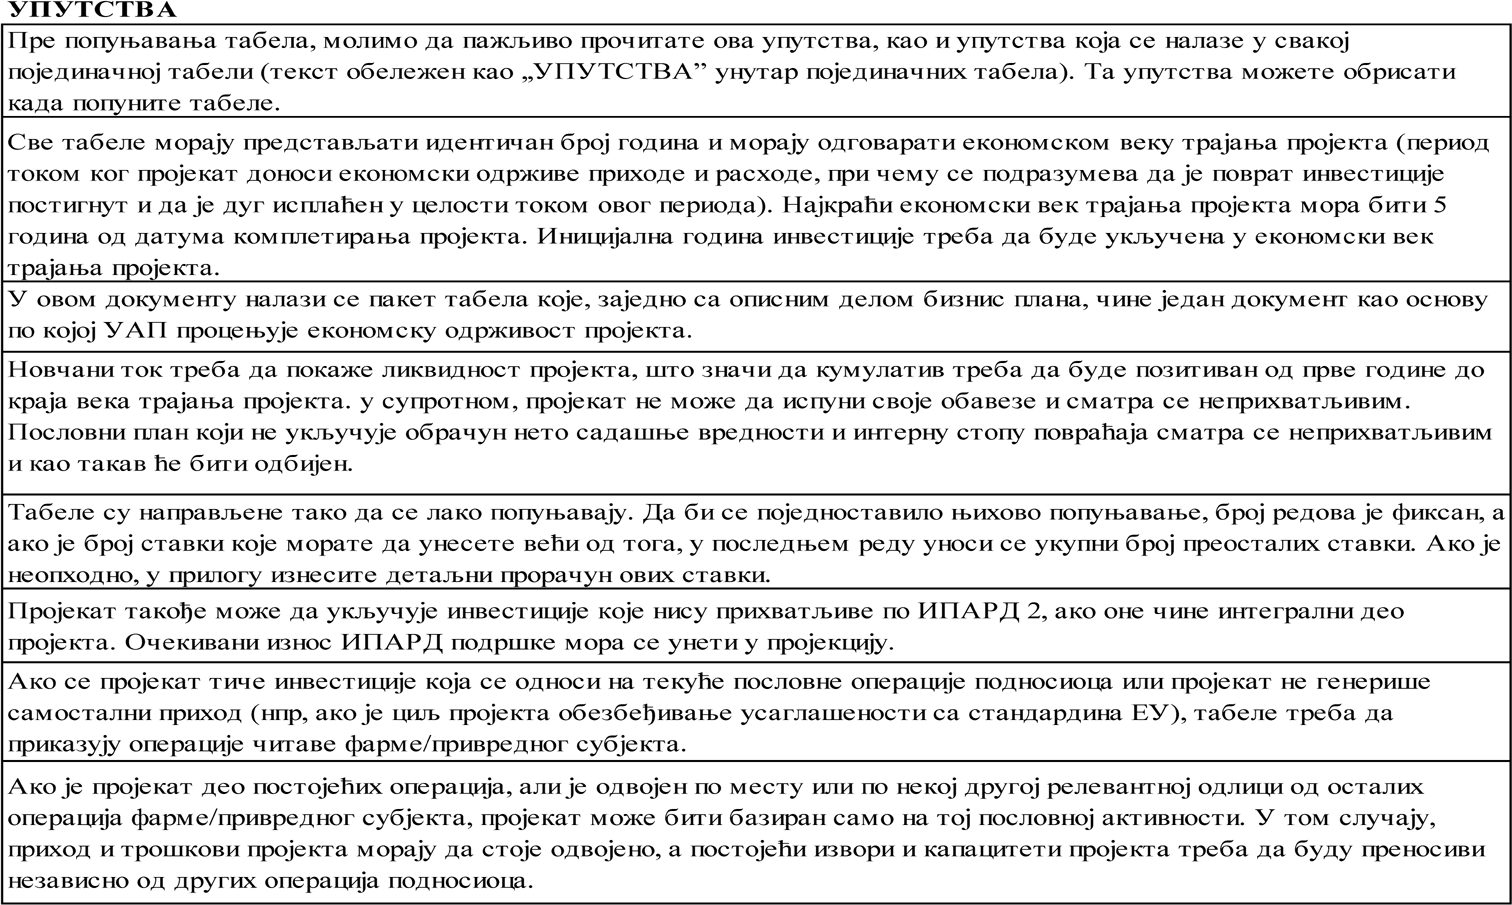 УПУТСТВА
Пре попуњавања табела, молимо да пажљиво прочитате ова упутства, као и упутства која се налазе у свакој
појединачној табели (текст обележен као „УПУТСТВА” унутар појединачних табела). Та упутства можете обрисати
када попуните табеле.
Све табеле морају представљати идентичан број година и морају одговарати економском веку трајања пројекта (период
током ког пројекат доноси економски одрживе приходе и расходе, при чему се подразумева да је поврат инвестиције
постигнут и да је дуг исплаћен у целости током овог периода). Најкраћи економски век трајања пројекта мора бити 5
година од датума комплетирања пројекта. Иницијална година инвестиције треба да буде укључена у економски век
трајања пројекта.
У овом документу налази се пакет табела које, заједно са описним делом бизнис плана, чине један документ као основу
по којој УАП процењује економску одрживост пројекта.
Новчани ток треба да покаже ликвидност пројекта, што значи да кумулатив треба да буде позитиван од прве године до
краја века трајања пројекта. у супротном, пројекат не може да испуни своје обавезе и сматра се неприхватљивим.
Пословни план који не укључује обрачун нето садашње вредности и интерну стопу повраћаја сматра се неприхватљивим
и као такав ће бити одбијен.
Табеле су направљене тако да се лако попуњавају. Да би се поједноставило њихово попуњавање, број редова је фиксан, а
ако је број ставки које морате да унесете већи од тога, у последњем реду уноси се укупни број преосталих ставки. Ако је
неопходно, у прилогу изнесите детаљни прорачун ових ставки.
Пројекат такође може да укључује инвестиције које нису прихватљиве по ИПАРД 2, ако оне чине интегрални део
пројекта. Очекивани износ ИПАРД подршке мора се унети у пројекцију.
Ако се пројекат тиче инвестиције која се односи на текуће пословне операције подносиоца или пројекат не генерише
самостални приход (нпр, ако је циљ пројекта обезбеђивање усаглашености са стандардина ЕУ), табеле треба да
приказују операције читаве фарме/привредног субјекта.
Ако је пројекат део постојећих операција, али је одвојен по месту или по некој другој релевантној одлици од осталих
операција фарме/привредног субјекта, пројекат може бити базиран само на тој пословној активности. У том случају,
приход и трошкови пројекта морају да стоје одвојено, а постојећи извори и капацитети пројекта треба да буду преносиви
независно од других операција подносиоца.